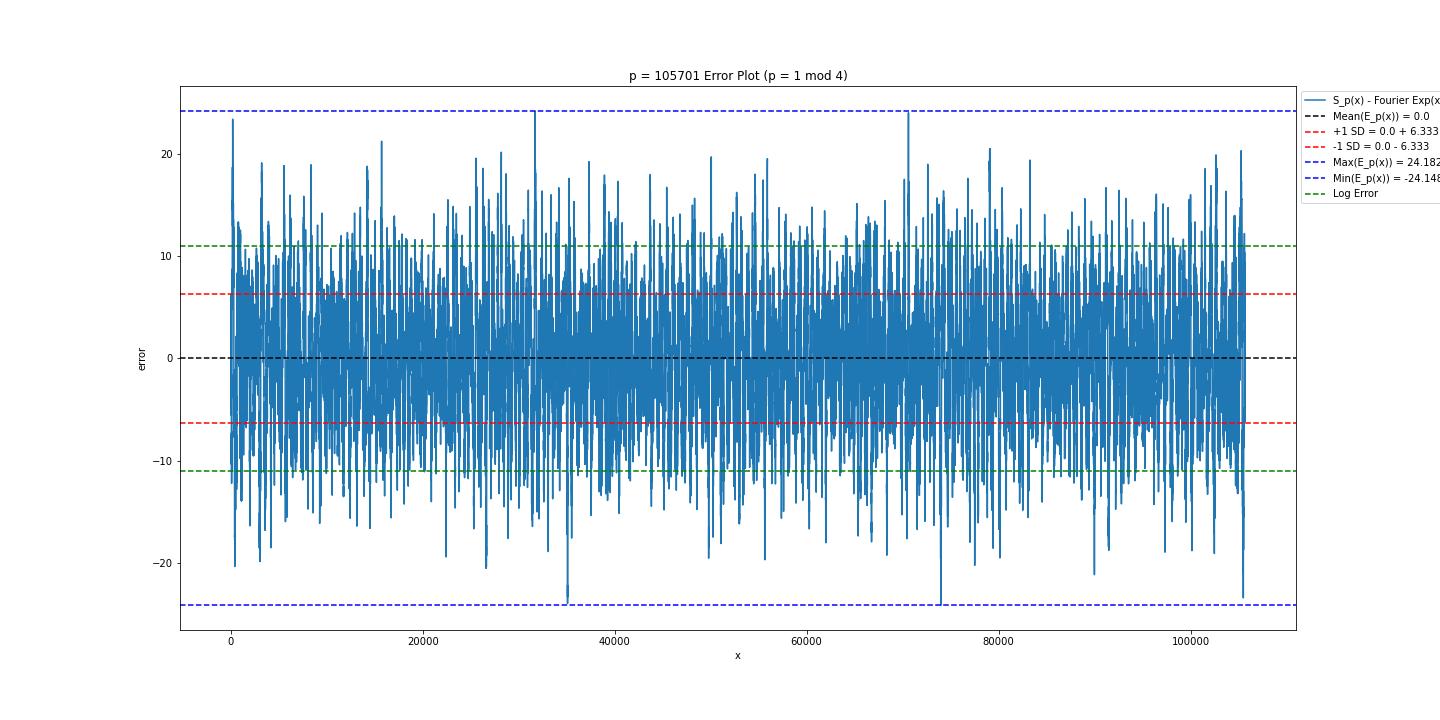 p = 105701 Error Plot (p = 1 mod 4)
S_p(x) - Fourier Exp(x
Mean(E_p(x)) = 0.0
+1 SD = 0.0 + 6.333
-1 SD = 0.0 - 6.333
Max(E_p(x)) = 24.182
Min(E_p(x)) = -24.148
Log Error
error
20
10
0
−10
−20
0 20000 40000 60000 80000 100000
x